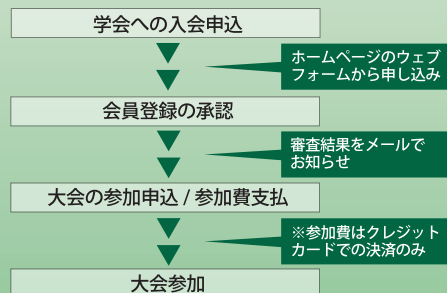 学会への入会申込
ホームページのウェブ
フォームから申し込み
会員登録の承認
審査結果をメールで
お知らせ
大会の参加申込 / 参加費支払
※参加費はクレジット
カードでの決済のみ
大会参加